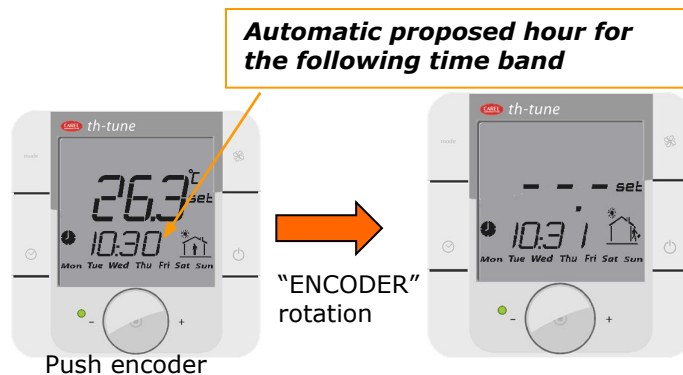 Automatic proposed hour for
the following time band
CAREL th-tune
mode
26.3 °C
set
10:30
Mon Tue Wed Thu Fri Sat Sun
- +
Push encoder
"ENCODER"
rotation
CAREL th-tune
mode
- - -. set
10:31
Mon Tue Wed Thu Fri Sat Sun
- +